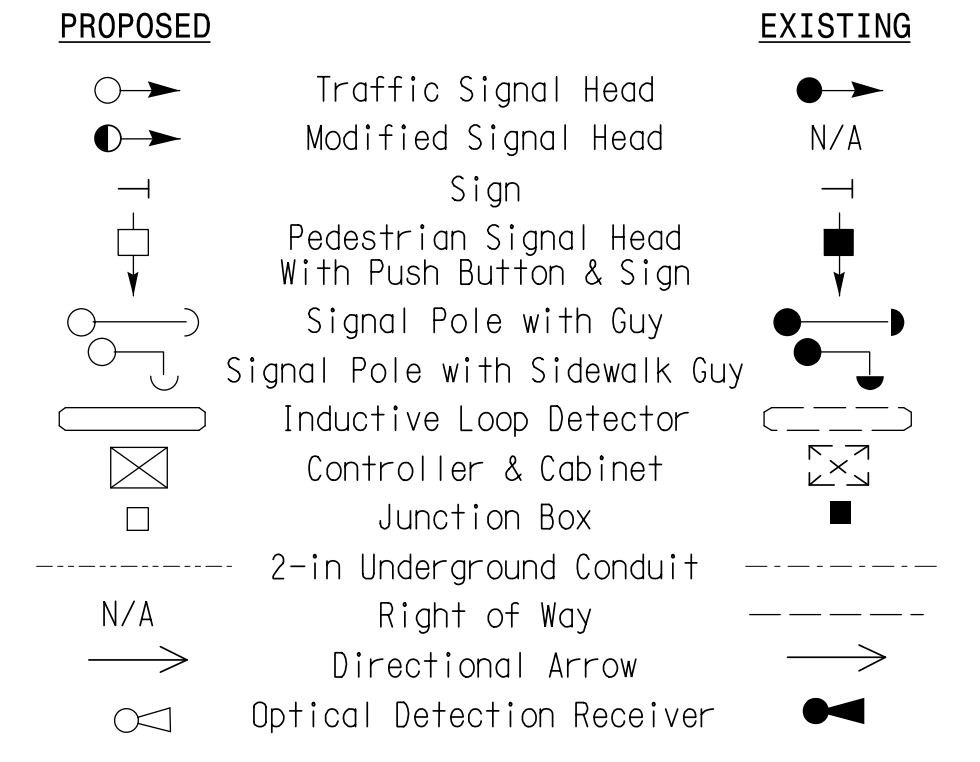 PROPOSED EXISTING
Traffic Signal Head
Modified Signal Head N/A
Sign
Pedestrian Signal Head
With Push Button & Sign
Signal Pole with Guy
Signal Pole with Sidewalk Guy
Inductive Loop Detector
Controller & Cabinet
Junction Box
2-in Underground Conduit
N/A Right of Way
Directional Arrow
Optical Detection Receiver